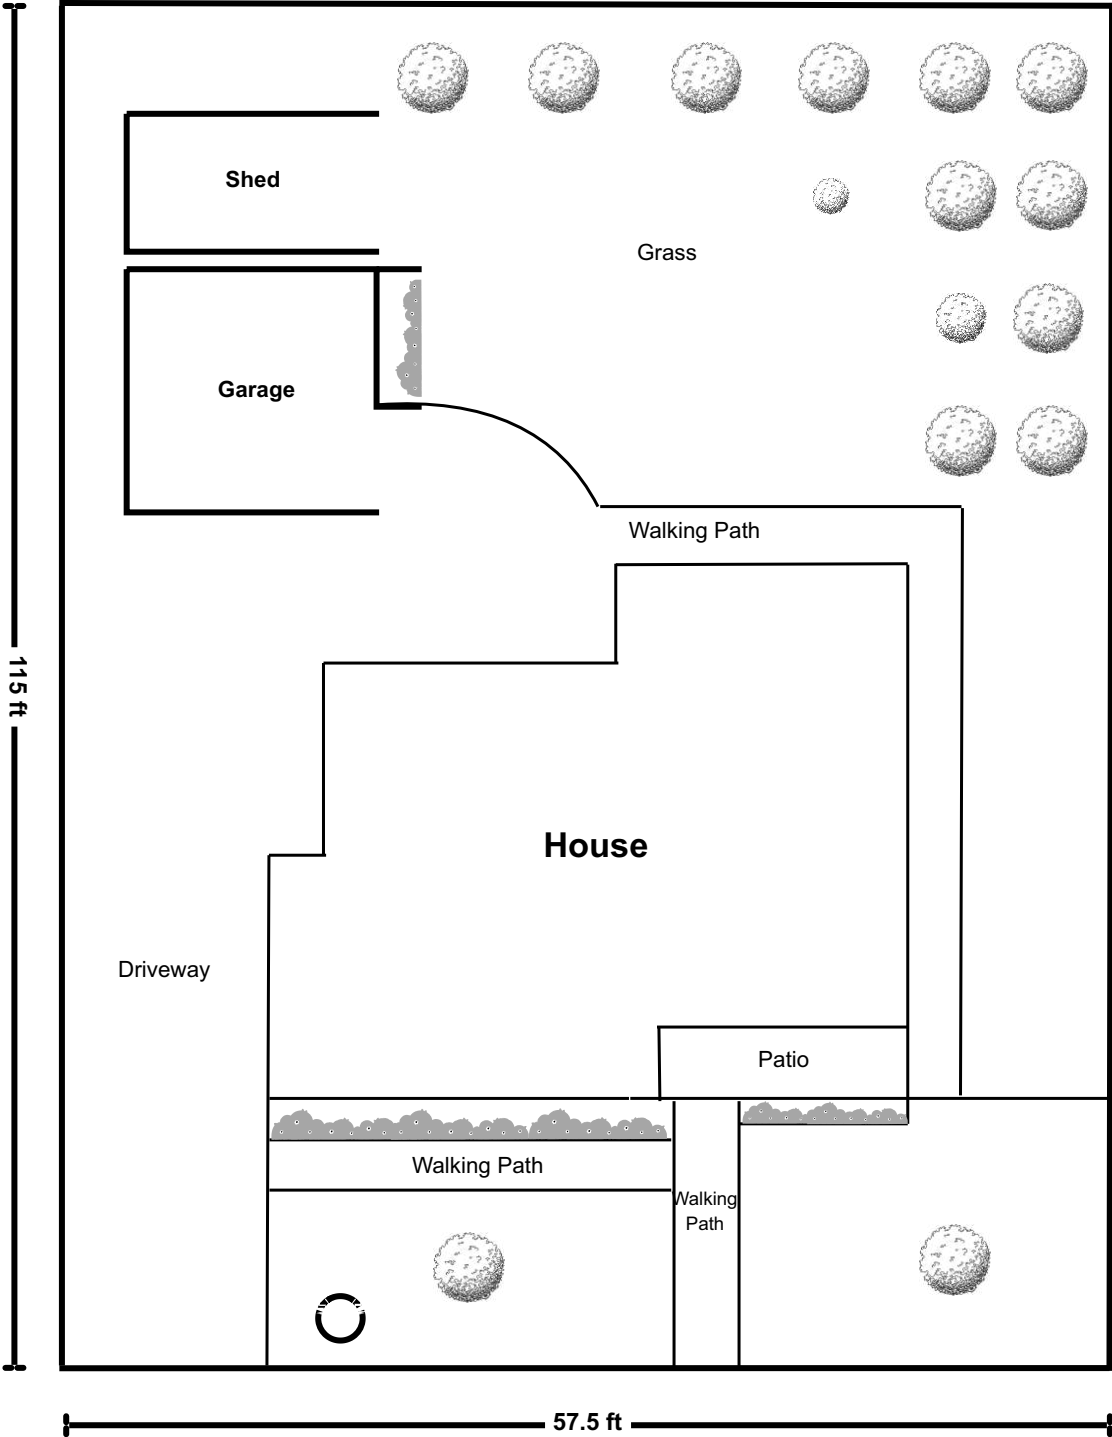 Shed
Grass
Garage
Walking Path
115 ft
House
Driveway
Patio
Walking Path
Walking
Path
57.5 ft